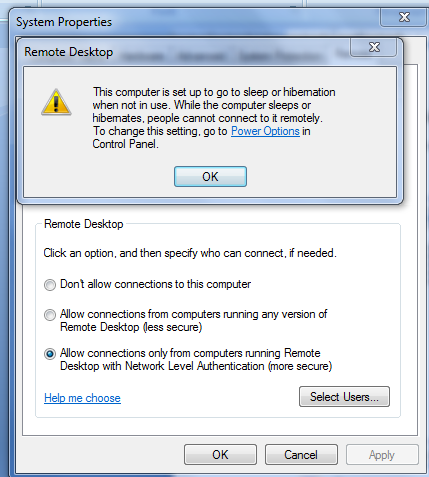 System Properties
Remote Desktop
This computer is set up to go to sleep or hibernation
when not in use. While the computer sleeps or
hibernates, people cannot connect to it remotely.
To change this setting, go to Power Options in
Control Panel.
OK
Remote Desktop
Click an option, and then specify who can connect, if needed.
Don't allow connections to this computer
Allow connections from computers running any version of
Remote Desktop (less secure)
Allow connections only from computers running Remote
Desktop with Network Level Authentication (more secure)
Help me choose
Select Users...
OK
Cancel
Apply